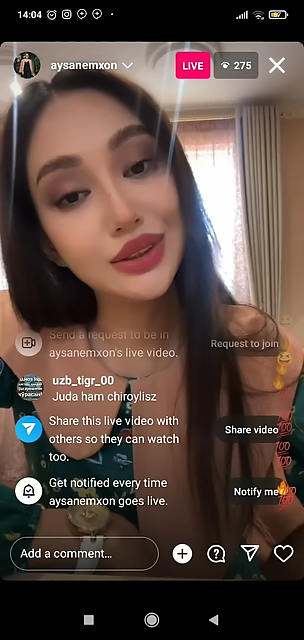 14:04
aysanemxon
LIVE
275
Send a request to be in
aysanemxon's live video.
Request to join
uzb_tigr_00
Juda ham chiroylisz
Share this live video with
others so they can watch
too.
Share video
Get notified every time
aysanemxon goes live.
Notify me
Add a comment...